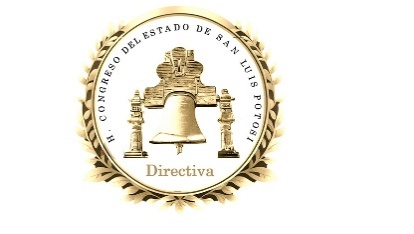 H. CONGRESO DEL ESTADO DE SAN LUIS POTOSI
Directiva